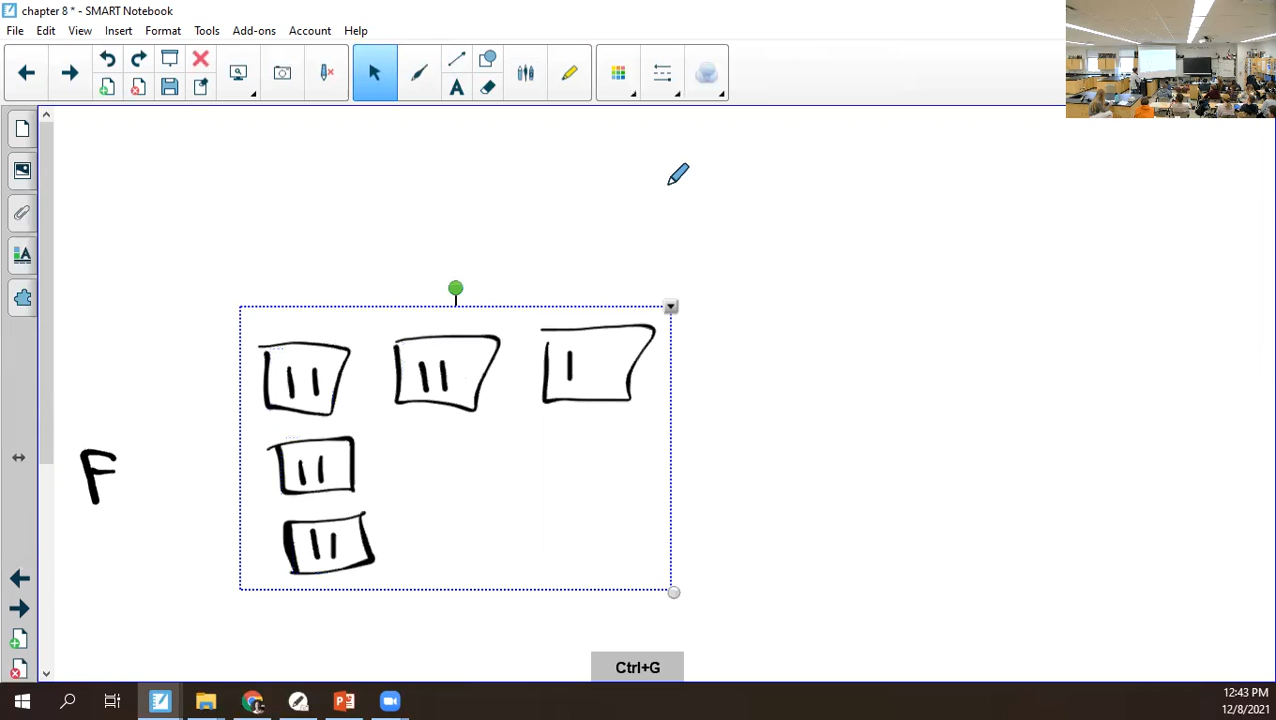 chapter 8 * - SMART Notebook
File Edit View Insert Format Tools Add-ons Account Help
F
Ctrl+G
12:43 PM
12/8/2021